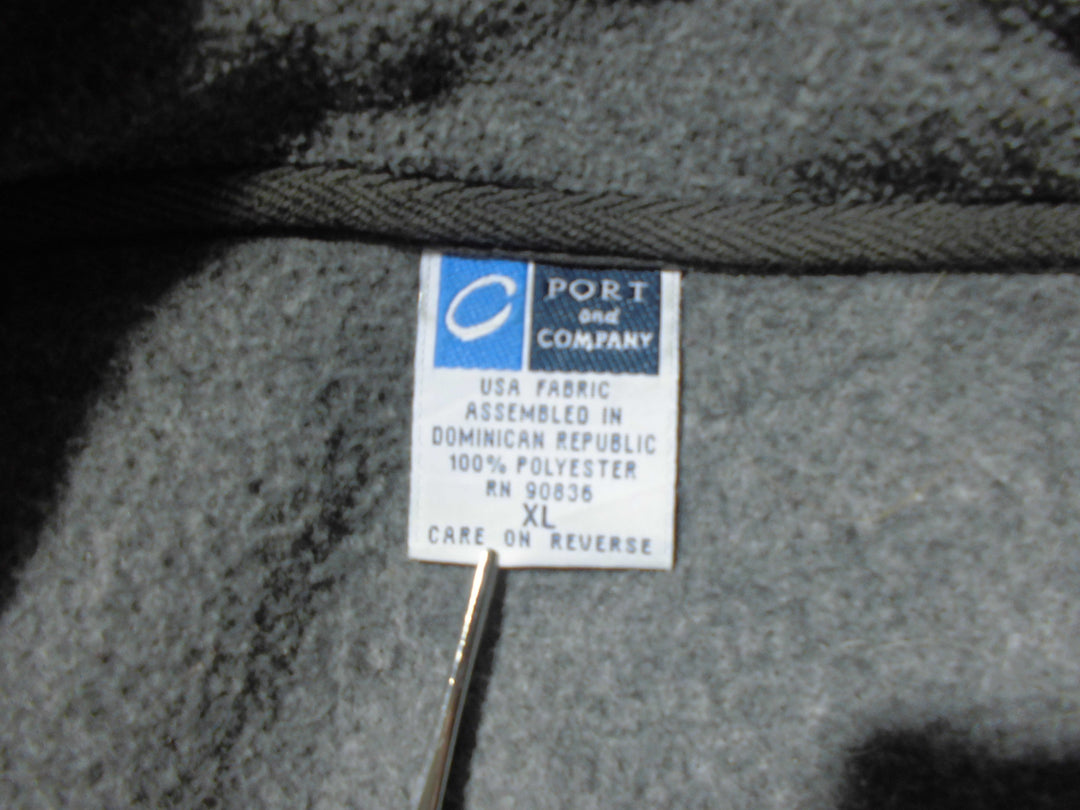 PORT
and
COMPANY
USA FABRIC
ASSEMBLED IN
DOMINICAN REPUBLIC
100% POLYESTER
RN 90836
XL
CARE ON REVERSE